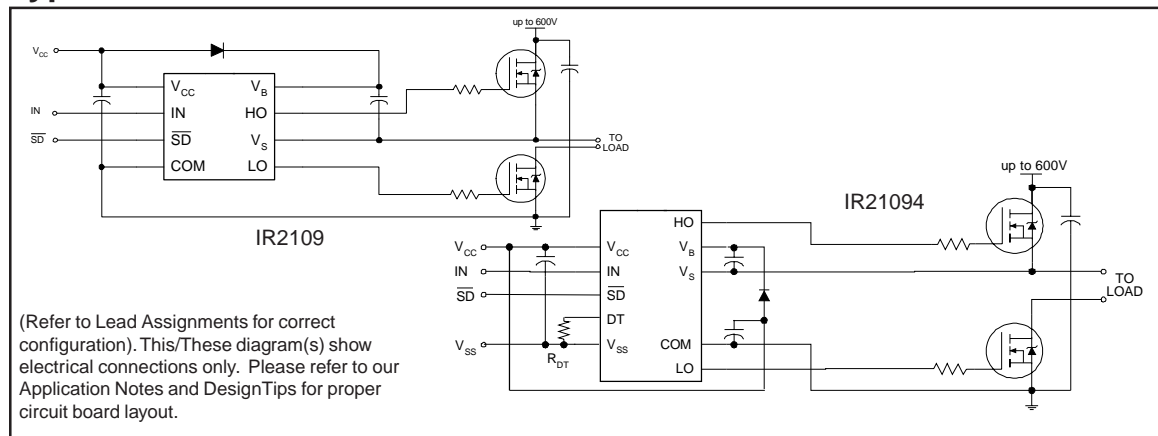 up to 600V
VCC
VCC
VB
IN
IN
HO
SD
SD
VS
TO
LOAD
COM
LO
IR2109
up to 600V
IR21094
HO
VCC
VCC
VB
IN
IN
VS
SD
SD
TO
LOAD
DT
VSS
VSS
COM
RDT
LO
(Refer to Lead Assignments for correct
configuration). This/These diagram(s) show
electrical connections only. Please refer to our
Application Notes and DesignTips for proper
circuit board layout.